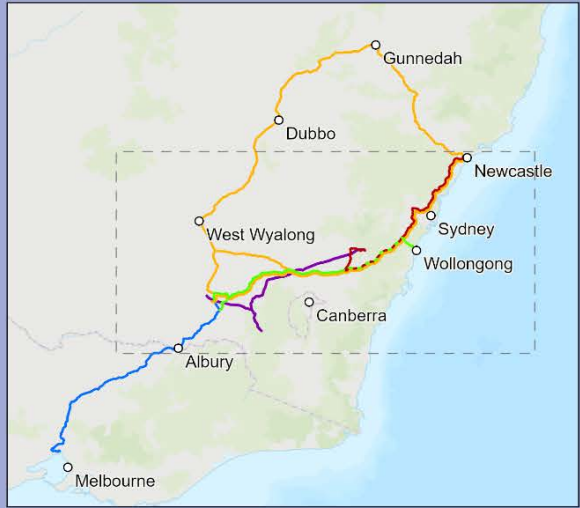 Gunnedah
Dubbo
Newcastle
West Wyalong
Sydney
Wollongong
Canberra
Albury
Melbourne